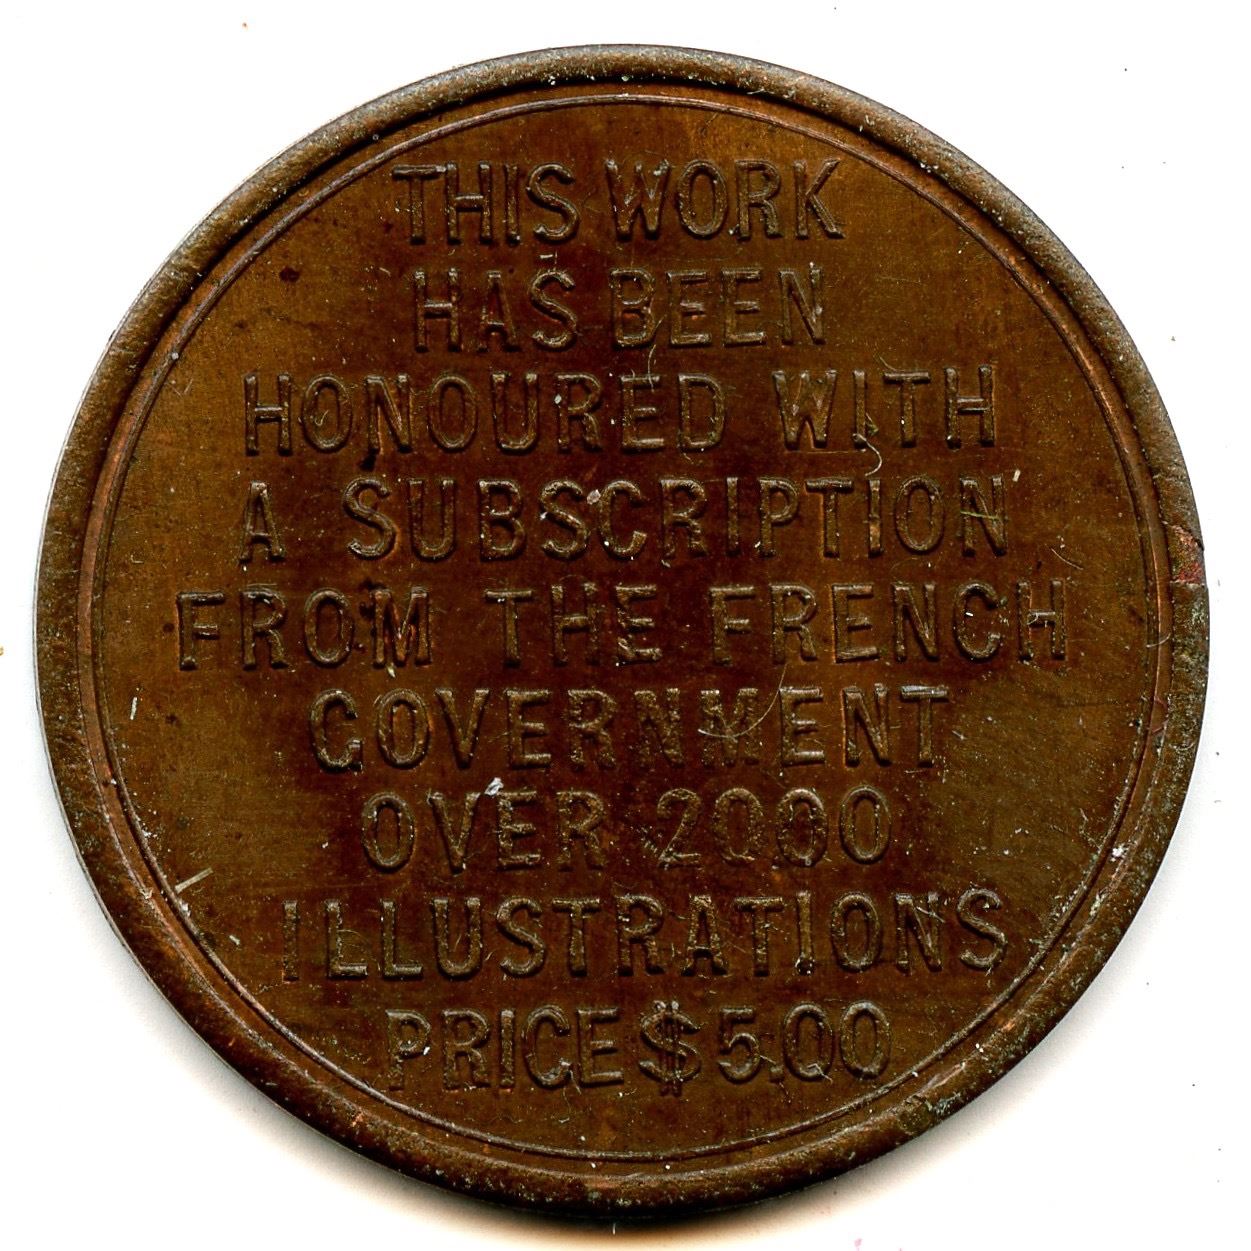 THIS WORK
HAS BEEN
HONOURED WITH
A SUBSCRIPTION
FROM THE FRENCH
GOVERNMENT
OVER 2000
ILLUSTRATIONS
PRICE $5.00